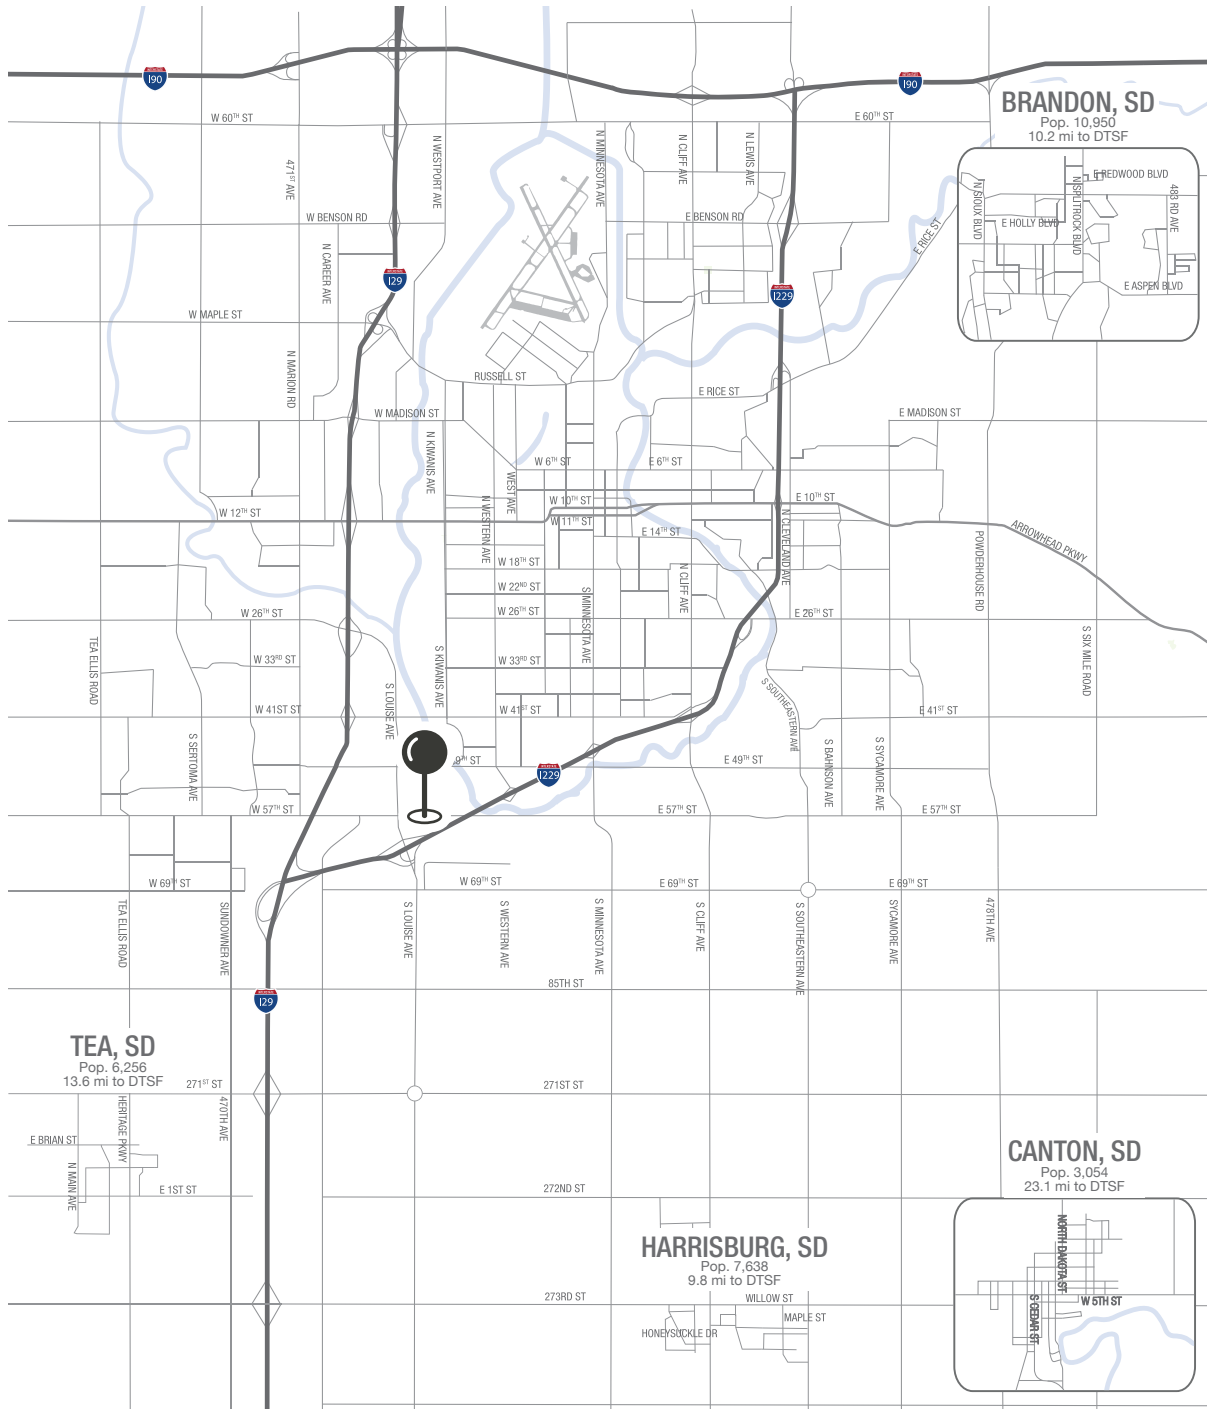 I90
I90
BRANDON, SD
Pop. 10,950
10.2 mi to DTSF
W 60TH ST
E 60TH ST
N WESTPORT AVE
N MINNESOTA AVE
N CLIFF AVE
N LEWIS AVE
471ST AVE
E REDWOOD BLVD
N SIOUX BLVD
N SPLITROCK BLVD
483 RD AVE
E HOLLY BLVD
E ASPEN BLVD
W BENSON RD
E BENSON RD
E RICE ST
N CAREER AVE
I29
I229
W MAPLE ST
N MARION RD
RUSSELL ST
E RICE ST
W MADISON ST
E MADISON ST
N KIWANIS AVE
W 6TH ST
E 6TH ST
WEST AVE
N WESTERN AVE
W 10TH ST
E 10TH ST
W 12TH ST
W 11TH ST
E 14TH ST
N CLEVELAND AVE
ARROWHEAD PKWY
POWDERHOUSE RD
W 18TH ST
N CLIFF AVE
W 22ND ST
S MINNESOTA AVE
W 26TH ST
W 26TH ST
E 26TH ST
TEA ELLIS ROAD
S SIX MILE ROAD
W 33RD ST
S KIWANIS AVE
W 33RD ST
S LOUISE AVE
S SOUTHEASTERN AVE
W 41ST ST
W 41ST ST
E 41ST ST
S SERTOMA AVE
S BAHNSON AVE
S SYCAMORE AVE
9TH ST
E 49TH ST
I229
W 57TH ST
E 57TH ST
E 57TH ST
W 69TH ST
W 69TH ST
E 69TH ST
E 69TH ST
TEA ELLIS ROAD
SUNDOWNER AVE
S LOUISE AVE
S WESTERN AVE
S MINNESOTA AVE
S CLIFF AVE
S SOUTHEASTERN AVE
SYCAMORE AVE
478TH AVE
85TH ST
I29
TEA, SD
Pop. 6,256
13.6 mi to DTSF
271ST ST
271ST ST
HERITAGE PKWY
470TH AVE
E BRIAN ST
N MAIN AVE
E 1ST ST
272ND ST
CANTON, SD
Pop. 3,054
23.1 mi to DTSF
NORTH DAKOTA ST
W 5TH ST
S CEDAR ST
HARRISBURG, SD
Pop. 7,638
9.8 mi to DTSF
273RD ST
WILLOW ST
MAPLE ST
HONEYSUCKLE DR